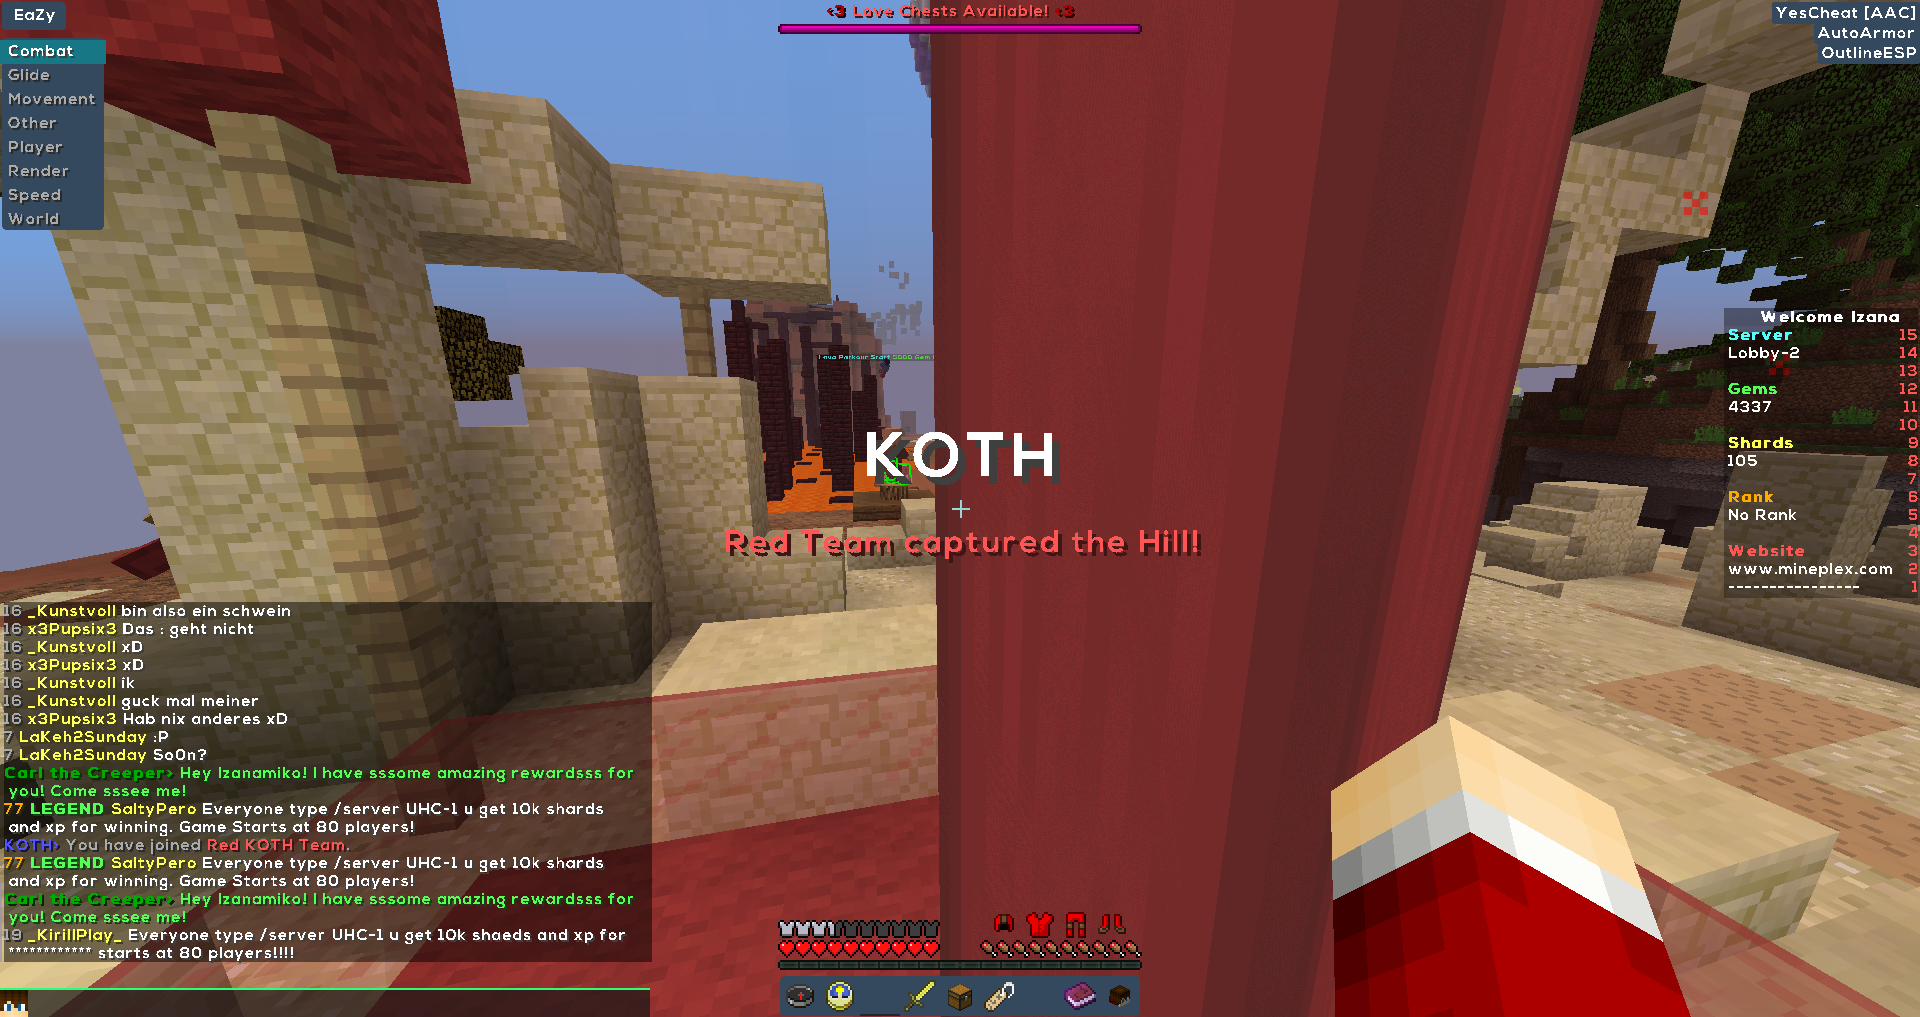 EaZy
Combat
Glide
Movement
Other
Player
Render
Speed
World
<3 Love Chests Available! <3
YesCheat [AAC]
AutoArmor
OutlineESP
Lava Parkour Start 5000 Gem
KOTH
Red Team captured the Hill!
Welcome Izana
Server 15
Lobby-2 14
13
Gems 12
4337 11
10
Shards 9
105 8
7
Rank 6
No Rank 5
4
Website 3
www.mineplex.com 2
---------------- 1
16 _Kunstvoll bin also ein schwein
16 x3Pupsix3 Das : geht nicht
16 _Kunstvoll xD
16 x3Pupsix3 xD
16 _Kunstvoll ik
16 _Kunstvoll guck mal meiner
16 x3Pupsix3 Hab nix anderes xD
7 LaKeh2Sunday :P
7 LaKeh2Sunday SoOn?
Carl the Creeper> Hey Izanamiko! I have sssome amazing rewardsss for
you! Come sssee me!
77 LEGEND SaltyPero Everyone type /server UHC-1 u get 10k shards
and xp for winning. Game Starts at 80 players!
KOTH> You have joined Red KOTH Team.
77 LEGEND SaltyPero Everyone type /server UHC-1 u get 10k shards
and xp for winning. Game Starts at 80 players!
Carl the Creeper> Hey Izanamiko! I have sssome amazing rewardsss for
you! Come sssee me!
19 _KirillPlay_ Everyone type /server UHC-1 u get 10k shaeds and xp for
************ starts at 80 players!!!!